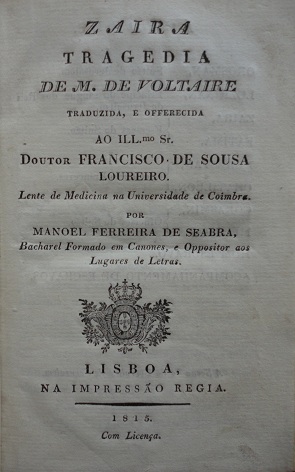 ZAIRA
TRAGEDIA
DE M. DE VOLTAIRE
TRADUZIDA, E OFFERECIDA
AO ILL.mo Sr.
DOUTOR FRANCISCO DE SOUSA
LOUREIRO.
Lente de Medicina na Universidade de Coimbra.
POR
MANOEL FERREIRA DE SEABRA,
Bacharel Formado em Canones, e Oppositor aos
Lugares de Letras.
LISBOA,
NA IMPRESSÃO REGIA.
1815.
Com Licença.